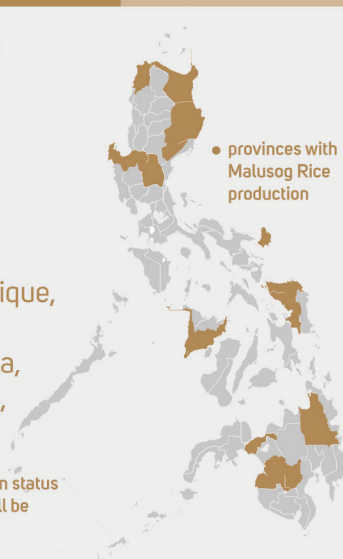 provinces with
Malusog Rice
production
ique,
a,
,
n status
ll be